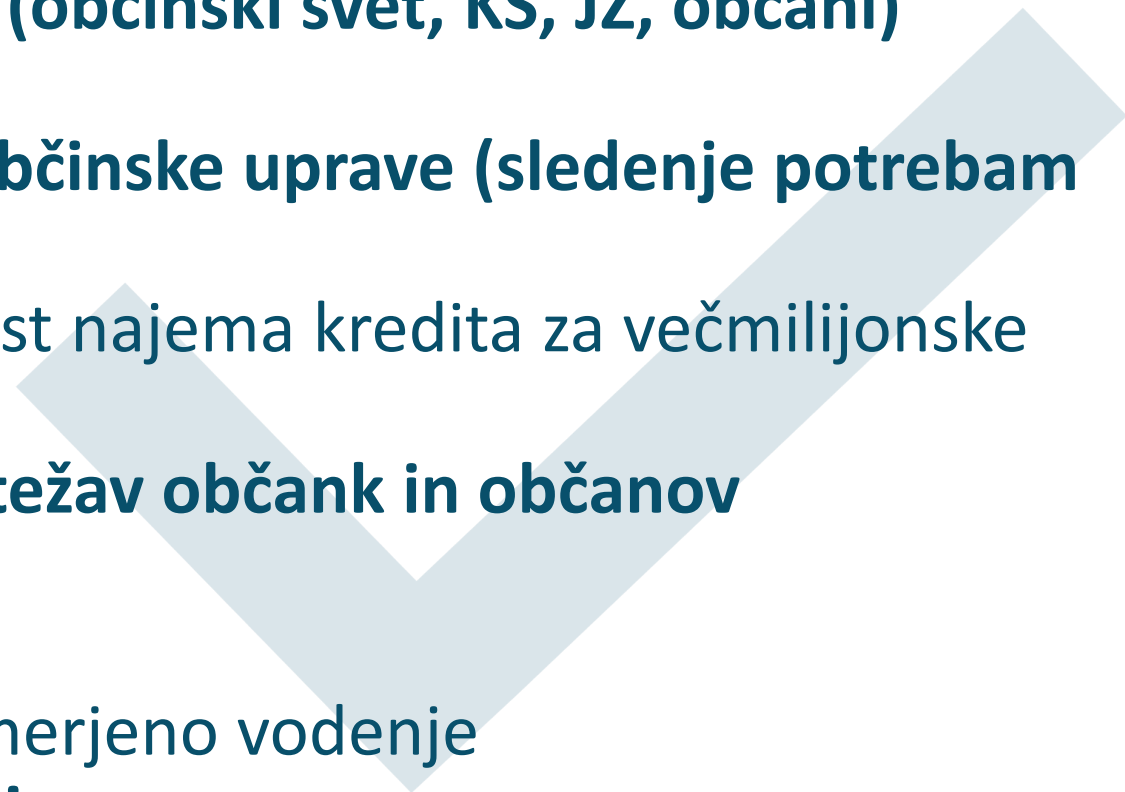 (občinski svet, KS, JZ, občani)
bčinske uprave (sledenje potrebam
st najema kredita za večmilijonske
težav občank in občanov
merjeno vodenje